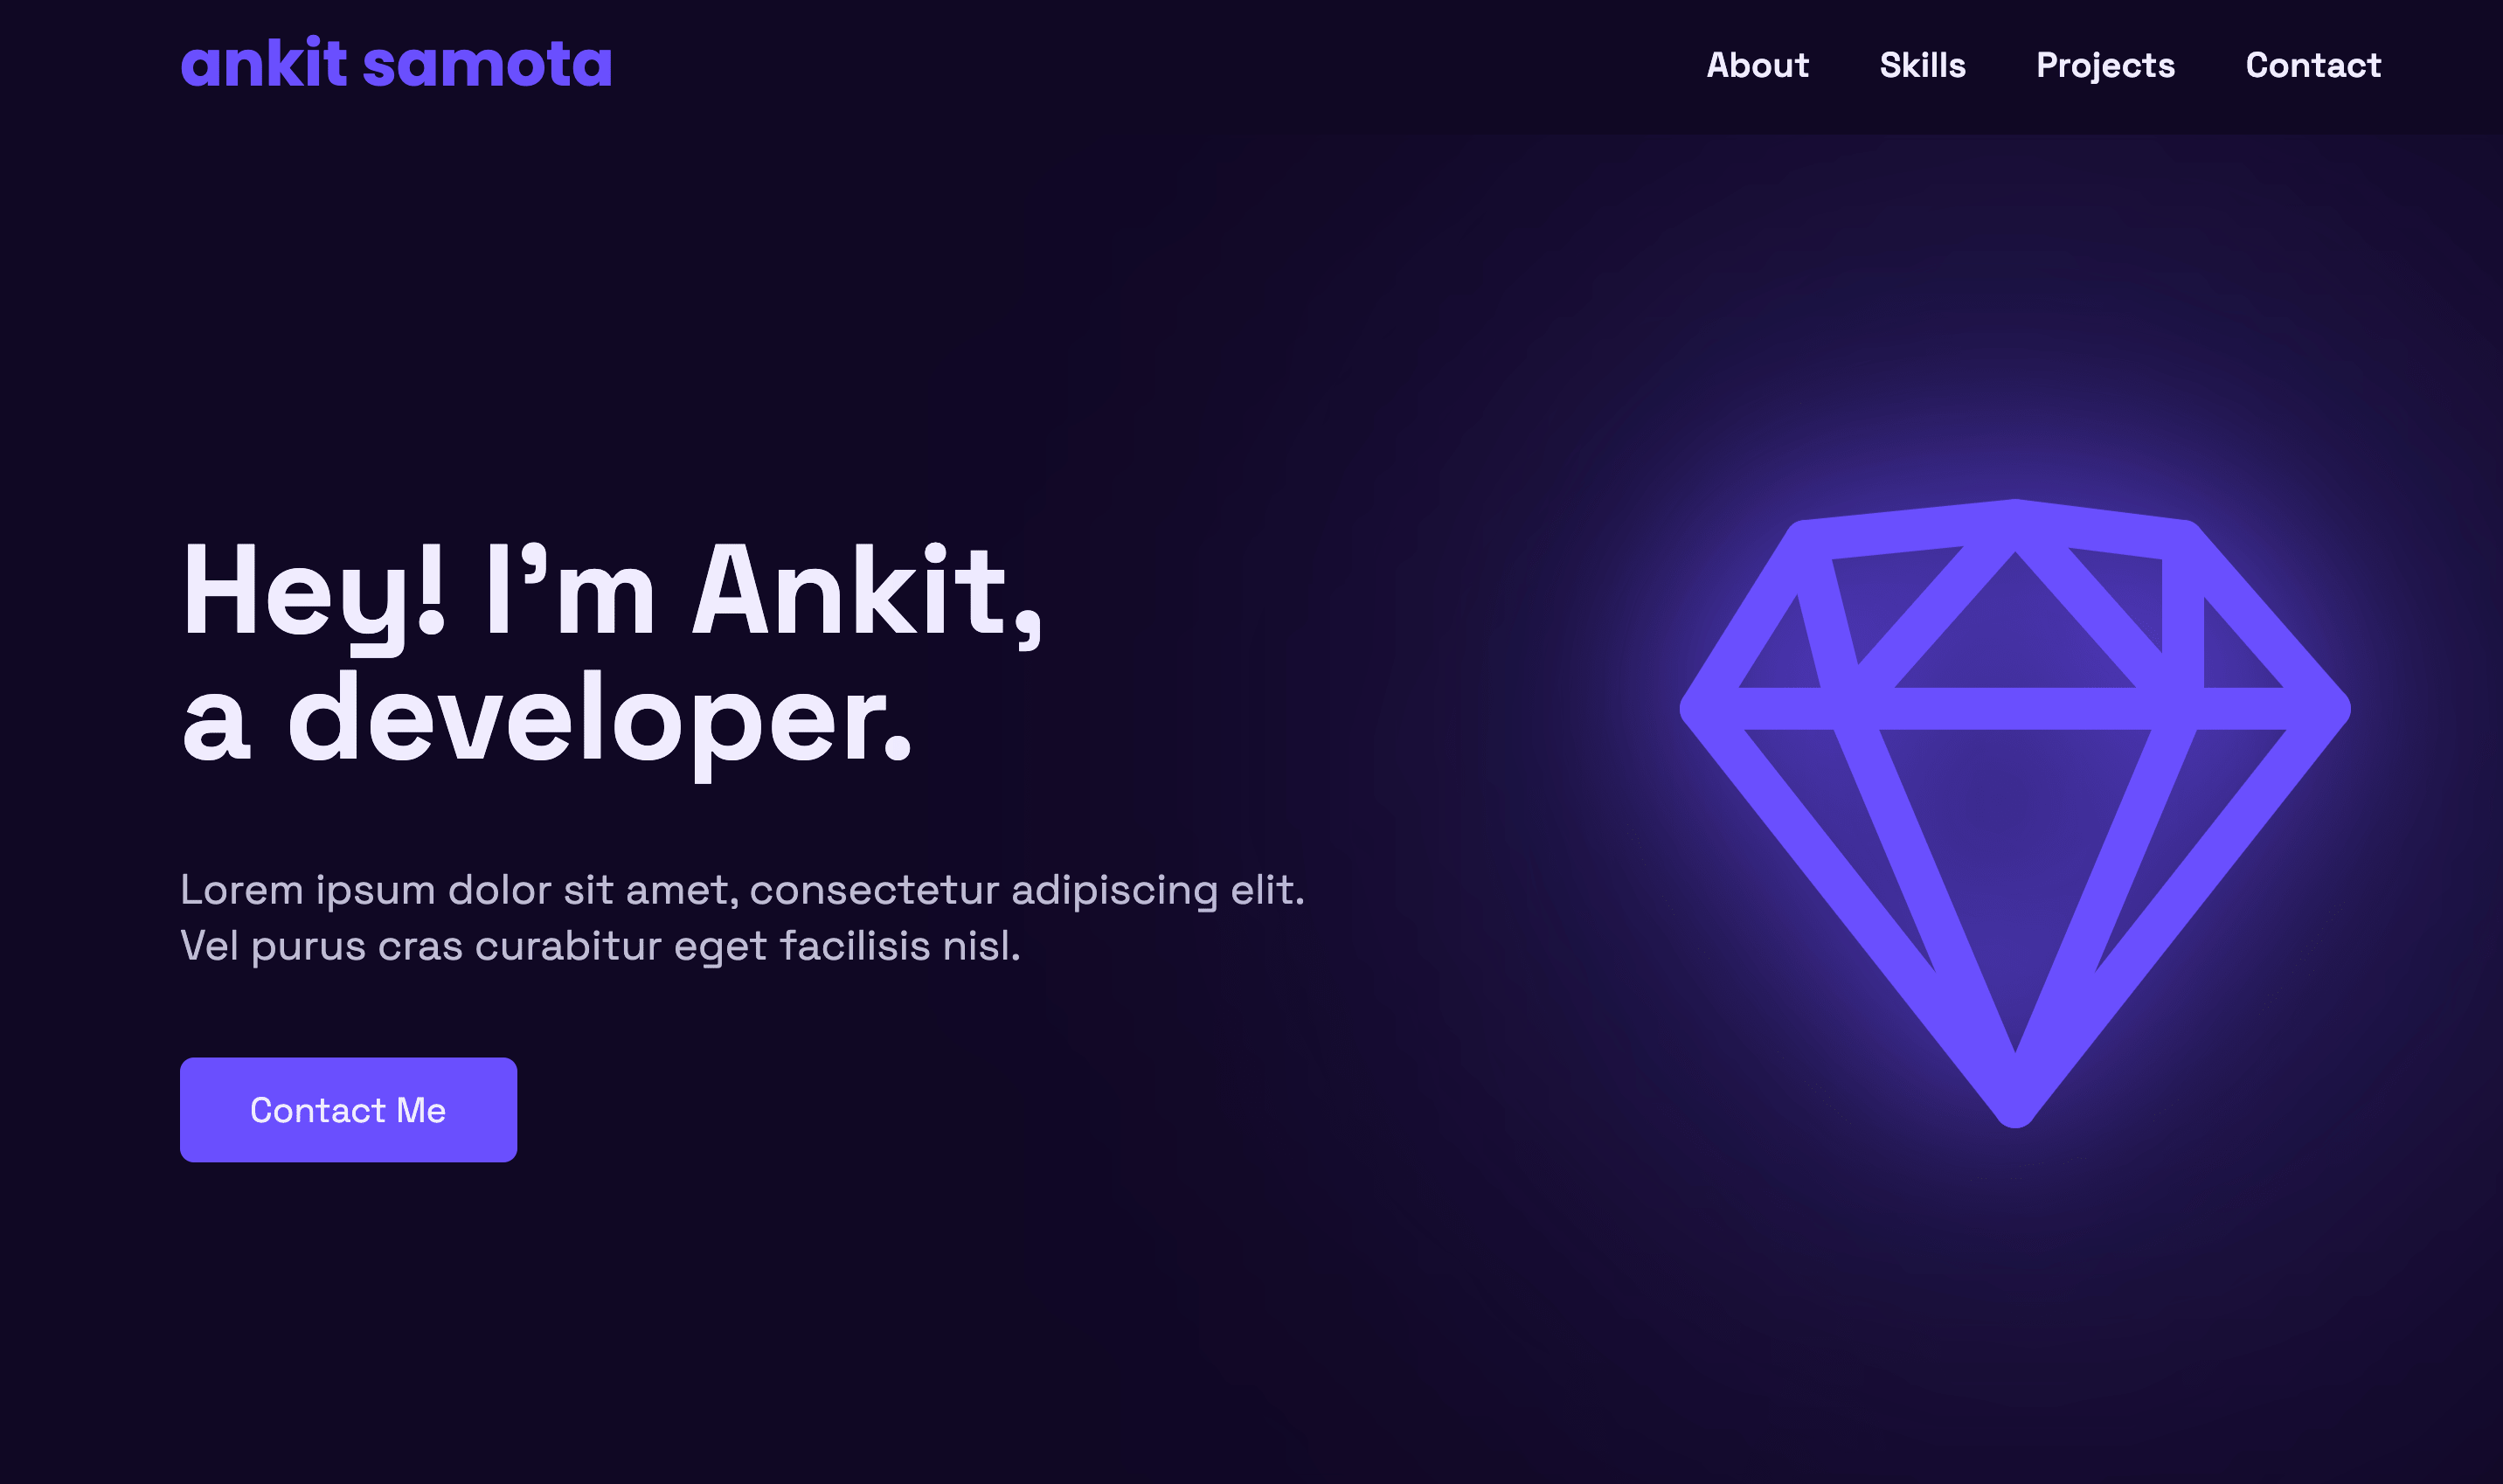 ankit samota
About Skills Projects Contact
Hey! I’m Ankit,
a developer.
Lorem ipsum dolor sit amet, consectetur adipiscing elit.
Vel purus cras curabitur eget facilisis nisl.
Contact Me